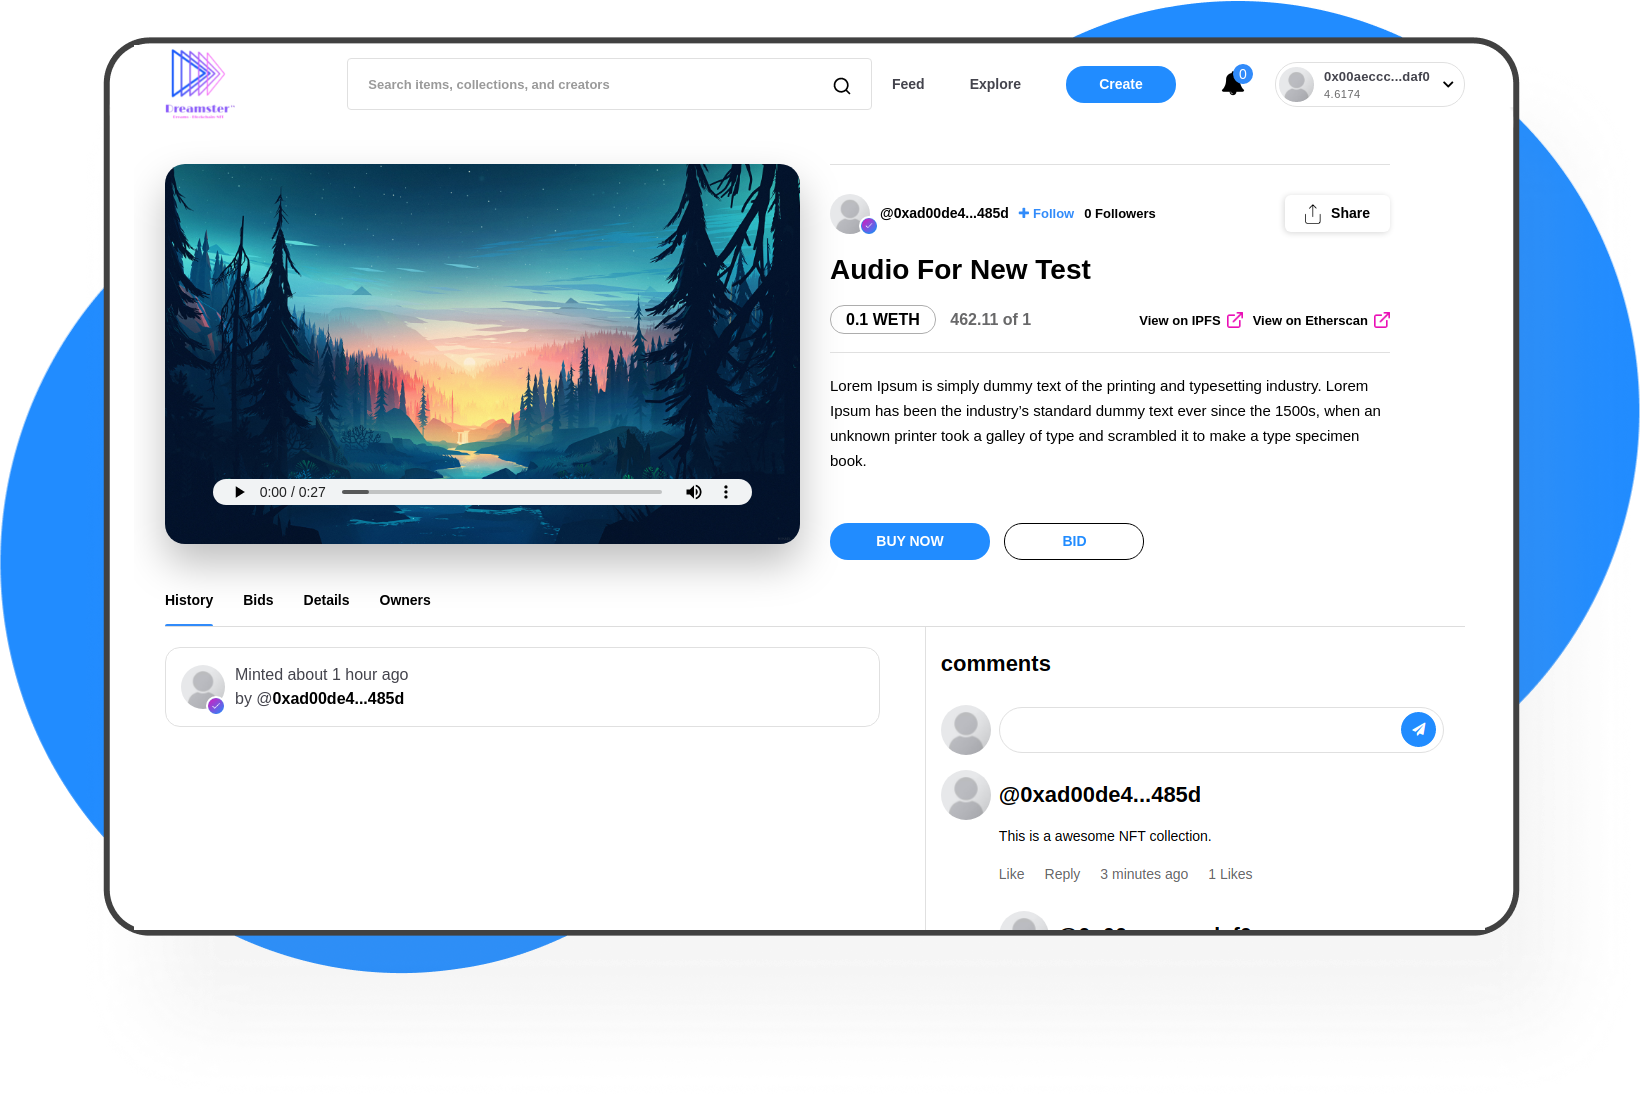 Dreamster
Search items, collections, and creators
Feed
Explore
Create
0
0x00aeccc...daf0
4.6174
@0xad00de4...485d
Follow
0 Followers
Share
Audio For New Test
0.1 WETH
462.11 of 1
View on IPFS
View on Etherscan
Lorem Ipsum is simply dummy text of the printing and typesetting industry. Lorem
Ipsum has been the industry’s standard dummy text ever since the 1500s, when an
unknown printer took a galley of type and scrambled it to make a type specimen
book.
0:00 / 0:27
BUY NOW
BID
History
Bids
Details
Owners
Minted about 1 hour ago
by @0xad00de4...485d
comments
@0xad00de4...485d
This is a awesome NFT collection.
Like
Reply
3 minutes ago
1 Likes